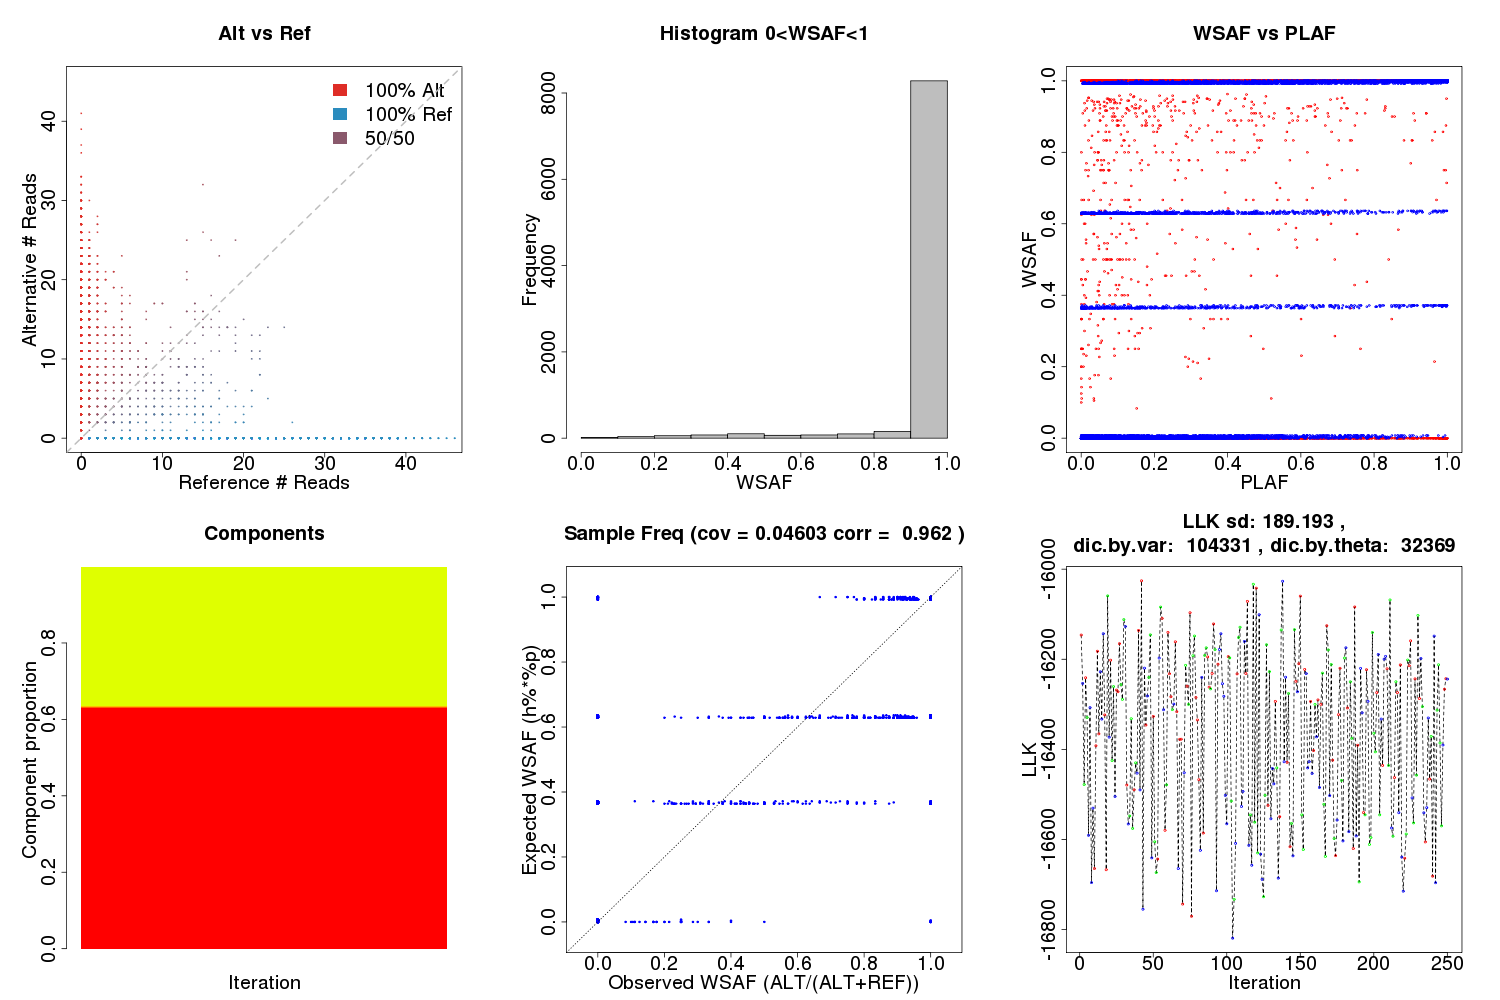 Alt vs Ref
100% Alt
100% Ref
50/50
Alternative # Reads
0
10
20
30
40
0
10
20
30
40
Reference # Reads
Histogram 0<WSAF<1
Frequency
0
2000
4000
6000
8000
0.0
0.2
0.4
0.6
0.8
1.0
WSAF
WSAF vs PLAF
WSAF
0.0
0.2
0.4
0.6
0.8
1.0
0.0
0.2
0.4
0.6
0.8
1.0
PLAF
Components
Component proportion
0.0
0.2
0.4
0.6
0.8
Iteration
Sample Freq (cov = 0.04603 corr =  0.962 )
Expected WSAF (h%*%p)
0.0
0.2
0.4
0.6
0.8
1.0
0.0
0.2
0.4
0.6
0.8
1.0
Observed WSAF (ALT/(ALT+REF))
LLK sd: 189.193 ,
dic.by.var:  104331 , dic.by.theta:  32369
LLK
-16800
-16600
-16400
-16200
-16000
0
50
100
150
200
250
Iteration